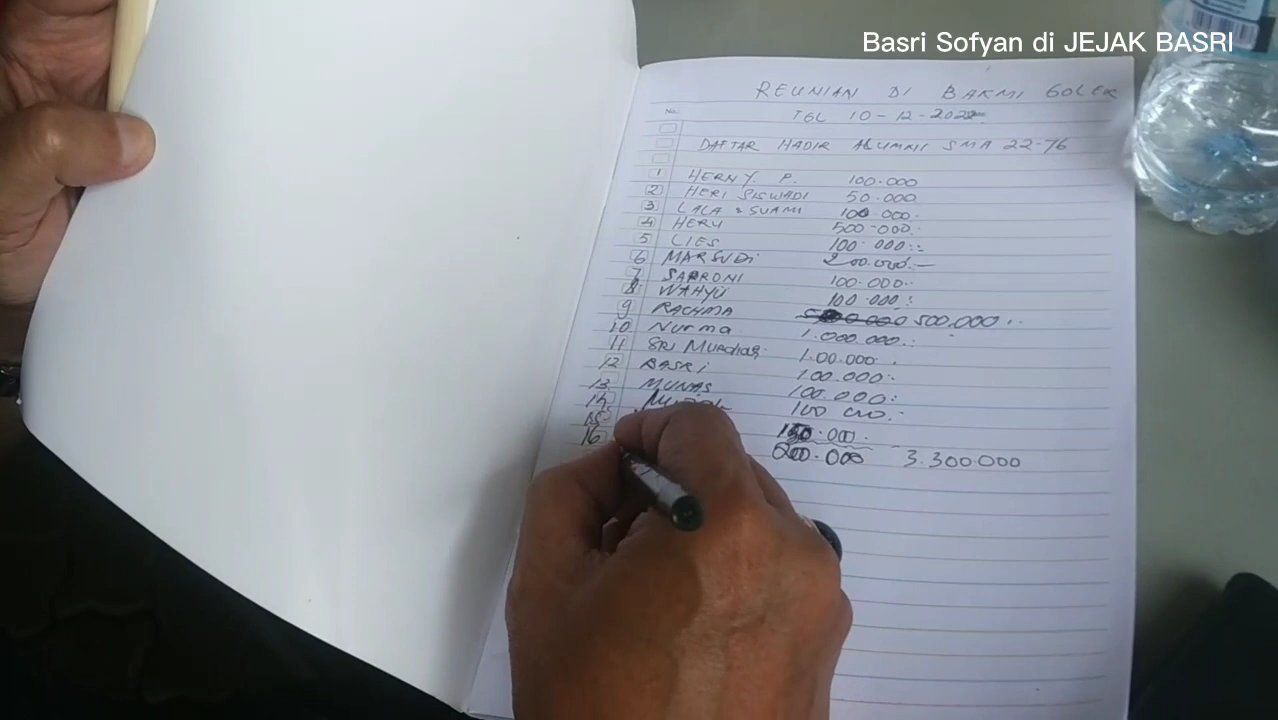 Basri Sofyan di JEJAK BASRI
REUNIAN DI BAKMI GOLEK
No. TGL 10-12-2022
DAFTAR HADIR ALUMNI SMA 22-76
1 HERNY P. 100.000
2 HERI SISWADI 50.000
3 LALA & SUAMI 100.000.
4 HERU 500-000.
5 LIES 100.000:-
6 MARSUDI 200.000.—
7 SABRONI 100.000..
8 WAHYU 100.000:
9 RACHMA 500.000..
10 NURMA 1.000.000.:
11 SRI 100.000.
12 BASRI 100.000:
13 MUNAS 100.000:
14 100 000.-
15 150.000.
16 200.000 3.300.000